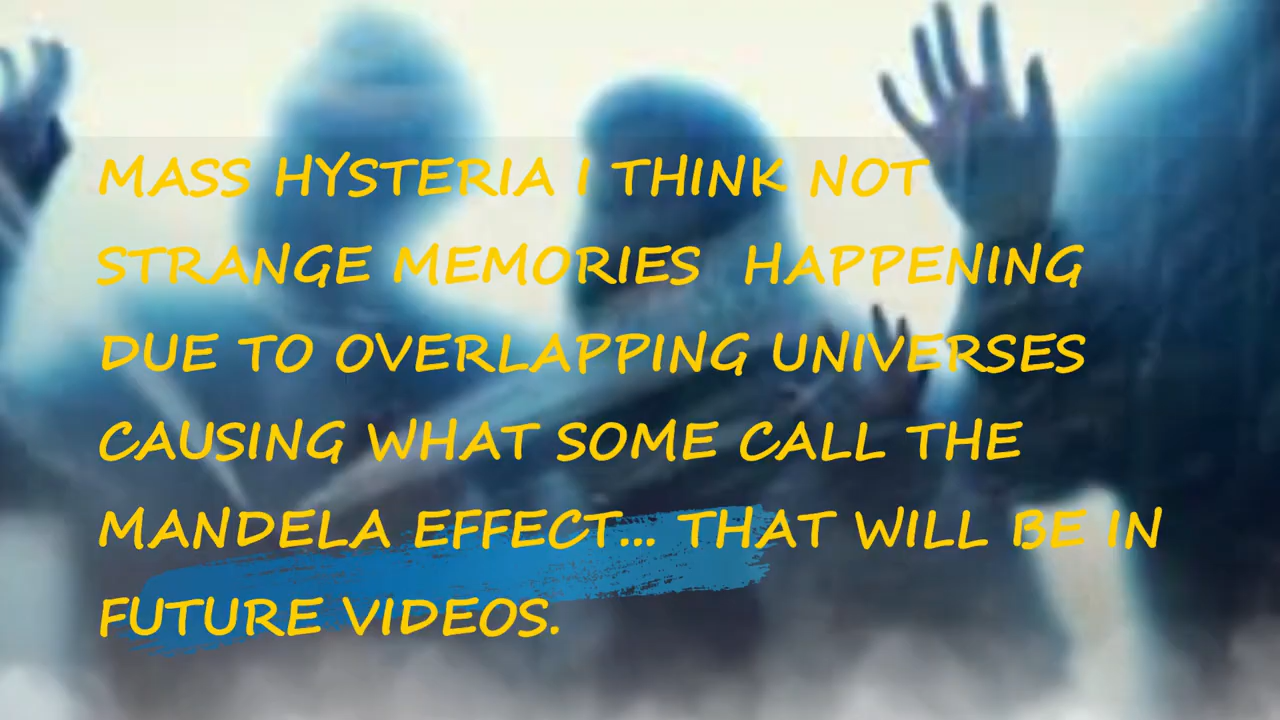 MASS HYSTERIA I THINK NOT
STRANGE MEMORIES HAPPENING
DUE TO OVERLAPPING UNIVERSES
CAUSING WHAT SOME CALL THE
MANDELA EFFECT... THAT WILL BE IN
FUTURE VIDEOS.